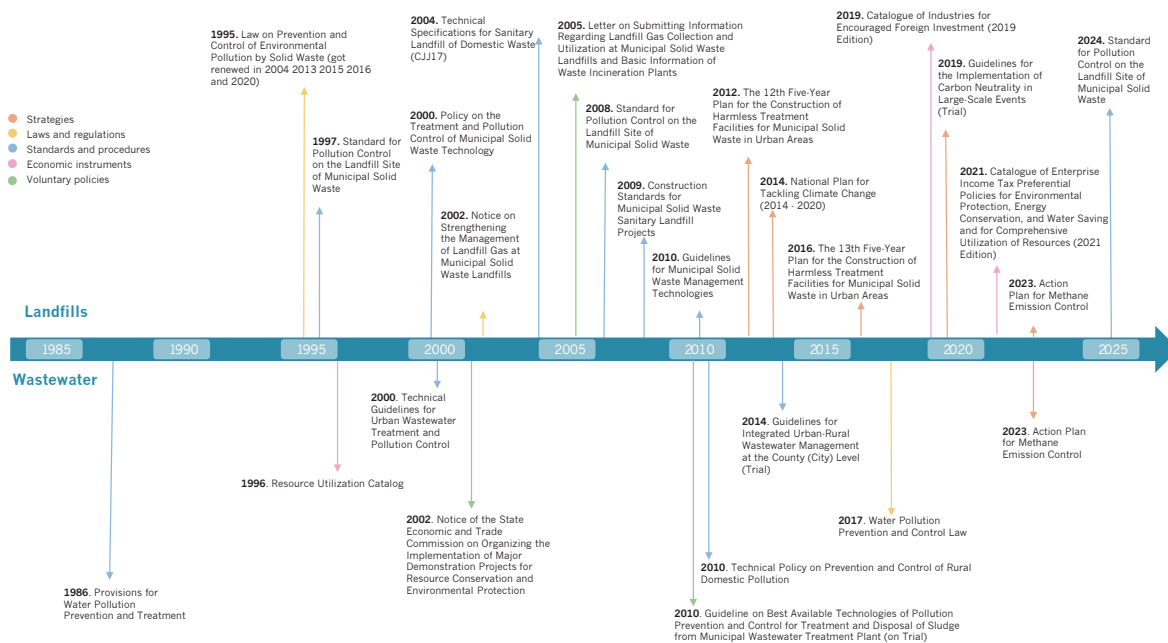 1995. Law on Prevention and
Control of Environmental
Pollution by Solid Waste (got
renewed in 2004 2013 2015 2016
and 2020)
2004. Technical
Specifications for Sanitary
Landfill of Domestic Waste
(CJJ17)
2005. Letter on Submitting Information
Regarding Landfill Gas Collection and
Utilization at Municipal Solid Waste
Landfills and Basic Information of
Waste Incineration Plants
2019. Catalogue of Industries for
Encouraged Foreign Investment (2019
Edition)
2019. Guidelines for
the Implementation of
Carbon Neutrality in
Large-Scale Events
(Trial)
2024. Standard
for Pollution
Control on the
Landfill Site of
Municipal Solid
Waste
Strategies
Laws and regulations
Standards and procedures
Economic instruments
Voluntary policies
1997. Standard for
Pollution Control
on the Landfill Site
of Municipal Solid
Waste
2000. Policy on the
Treatment and Pollution
Control of Municipal Solid
Waste Technology
2002. Notice on
Strengthening
the Management
of Landfill Gas at
Municipal Solid
Waste Landfills
2008. Standard for
Pollution Control on the
Landfill Site of
Municipal Solid Waste
2009. Construction
Standards for
Municipal Solid Waste
Sanitary Landfill
Projects
2010. Guidelines
for Municipal Solid
Waste Management
Technologies
2012. The 12th Five-Year
Plan for the Construction of
Harmless Treatment
Facilities for Municipal Solid
Waste in Urban Areas
2014. National Plan for
Tackling Climate Change
(2014 - 2020)
2016. The 13th Five-Year
Plan for the Construction of
Harmless Treatment
Facilities for Municipal Solid
Waste in Urban Areas
2021. Catalogue of Enterprise
Income Tax Preferential
Policies for Environmental
Protection, Energy
Conservation, and Water Saving
and for Comprehensive
Utilization of Resources (2021
Edition)
2023. Action
Plan for Methane
Emission Control
Landfills
1985 1990 1995 2000 2005 2010 2015 2020 2025
Wastewater
1986. Provisions for
Water Pollution
Prevention and Treatment
1996. Resource Utilization Catalog
2000. Technical
Guidelines for
Urban Wastewater
Treatment and
Pollution Control
2002. Notice of the State
Economic and Trade
Commission on Organizing the
Implementation of Major
Demonstration Projects for
Resource Conservation and
Environmental Protection
2014. Guidelines for
Integrated Urban-Rural
Wastewater Management
at the County (City) Level
(Trial)
2017. Water Pollution
Prevention and Control Law
2023. Action Plan
for Methane
Emission Control
2010. Technical Policy on Prevention and Control of Rural
Domestic Pollution
2010. Guideline on Best Available Technologies of Pollution
Prevention and Control for Treatment and Disposal of Sludge
from Municipal Wastewater Treatment Plant (on Trial)